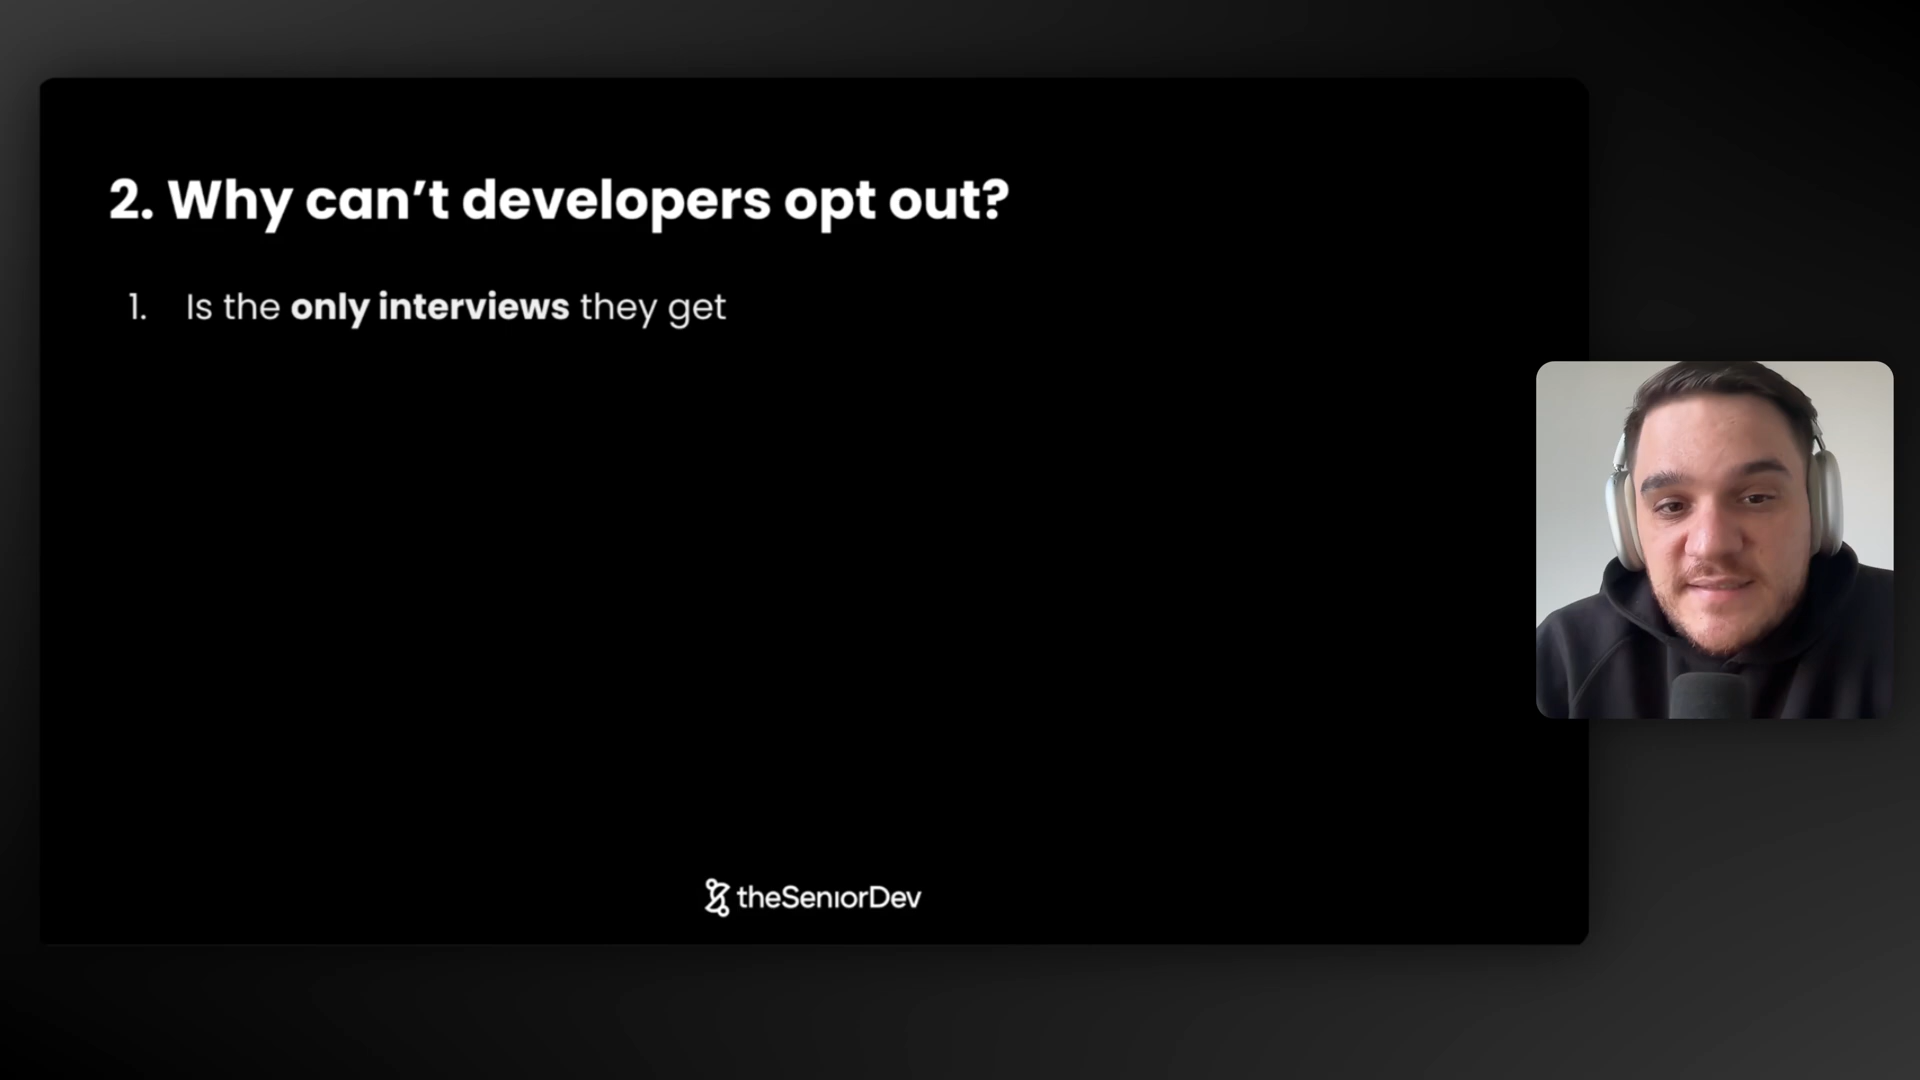 2. Why can’t developers opt out?
1. Is the only interviews they get
theSeniorDev